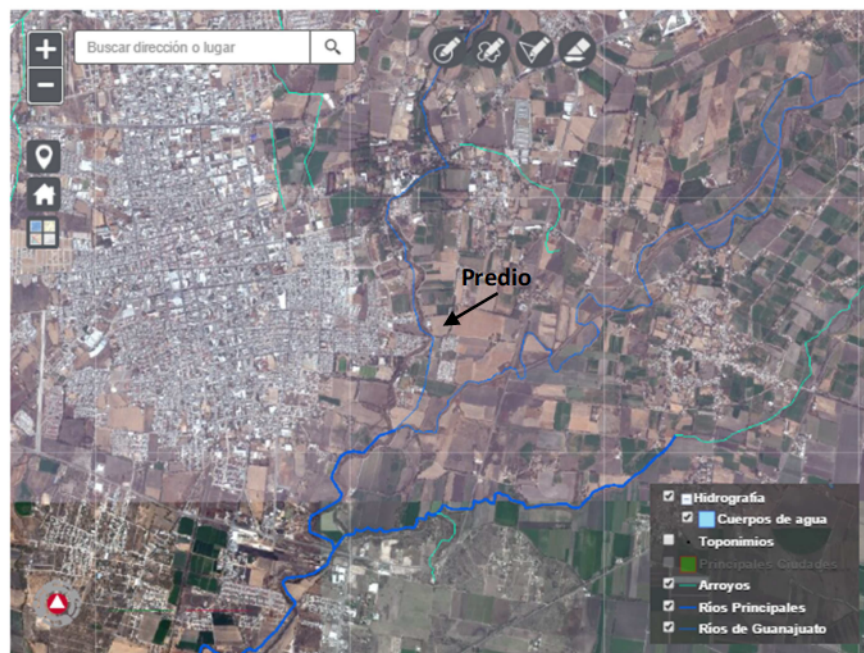 +
Buscar dirección o lugar
−
Predio
Hidrografía
Cuerpos de agua
Toponimios
Principales Ciudades
Arroyos
Ríos Principales
Ríos de Guanajuato